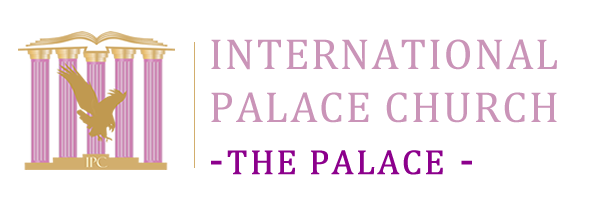 IPC
INTERNATIONAL
PALACE CHURCH
-THE PALACE -